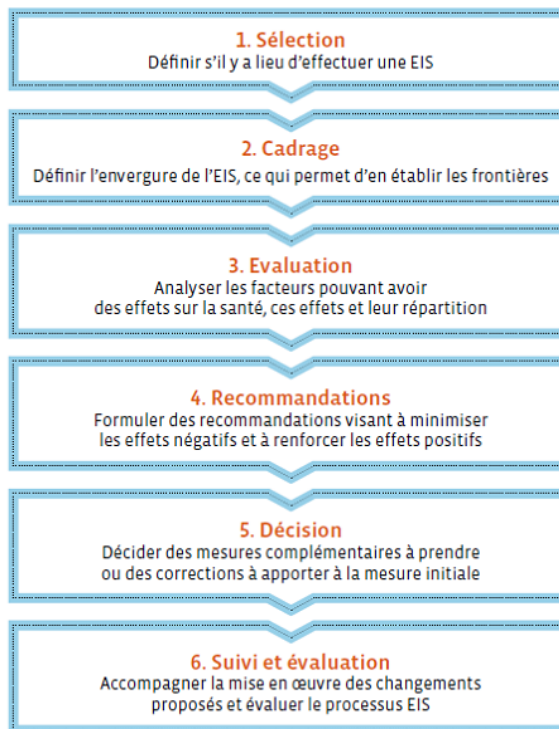 1. Sélection
Définir s'il y a lieu d'effectuer une EIS
2. Cadrage
Définir l'envergure de l'EIS, ce qui permet d'en établir les frontières
3. Evaluation
Analyser les facteurs pouvant avoir
des effets sur la santé, ces effets et leur répartition
4. Recommandations
Formuler des recommandations visant à minimiser
les effets négatifs et à renforcer les effets positifs
5. Décision
Décider des mesures complémentaires à prendre
ou des corrections à apporter à la mesure initiale
6. Suivi et évaluation
Accompagner la mise en œuvre des changements
proposés et évaluer le processus EIS